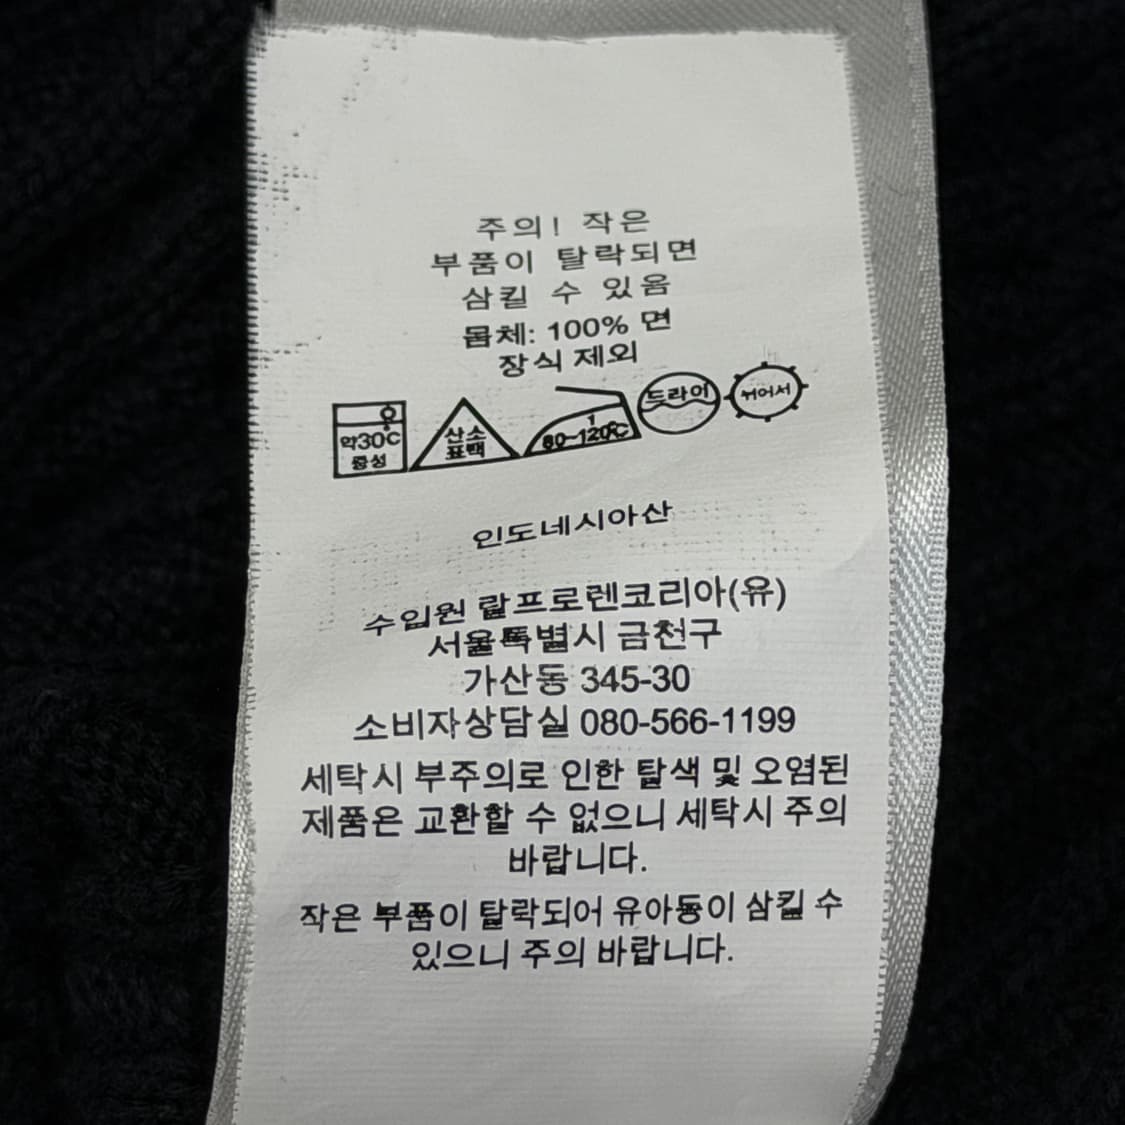 주의! 작은
부품이 탈락되면
삼킬 수 있음
몸체: 100% 면
장식 제외
약30℃
중성
산소
표백
1
80~120℃
드라이
뉘어서
인도네시아산
수입원 랄프로렌코리아(유)
서울특별시 금천구
가산동 345-30
소비자상담실 080-566-1199
세탁시 부주의로 인한 탈색 및 오염된
제품은 교환할 수 없으니 세탁시 주의
바랍니다.
작은 부품이 탈락되어 유아동이 삼킬 수
있으니 주의 바랍니다.